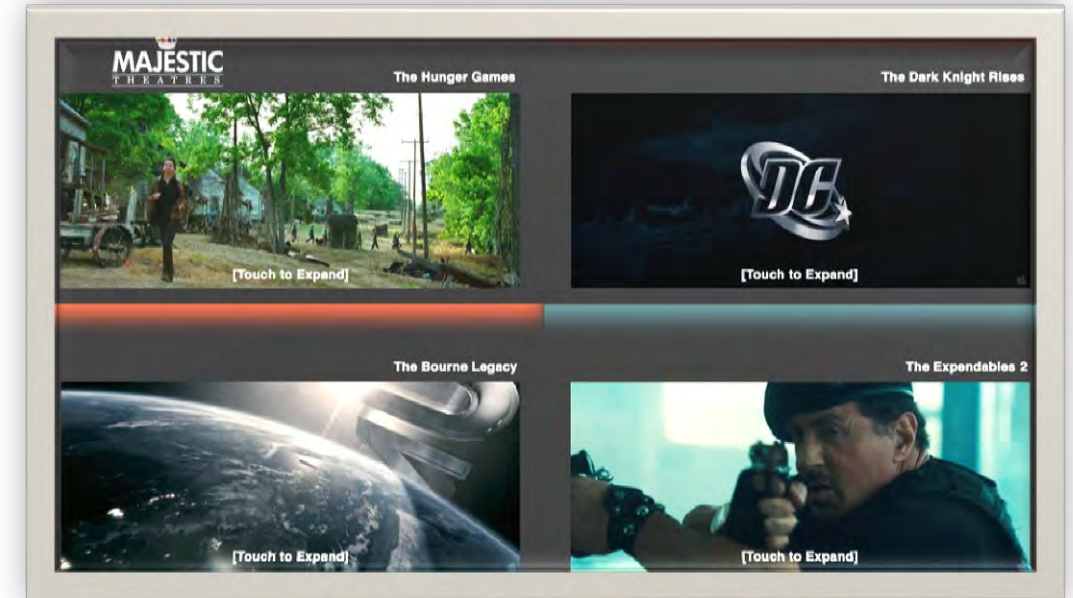 MAJESTIC
THEATRES
The Hunger Games
The Dark Knight Rises
[Touch to Expand]
DC
[Touch to Expand]
The Bourne Legacy
The Expendables 2
[Touch to Expand]
[Touch to Expand]